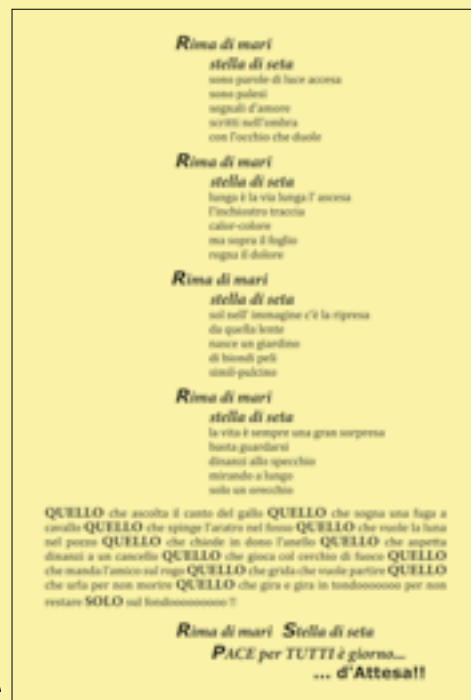 Rima di mari
stella di seta
sono parole di luce accesa
sono palesi
segnali d'amore
scritti nell'ombra
con l'occhio che duole
Rima di mari
stella di seta
lunga è la via lunga l' ascesa
l'inchiostro traccia
calor-colore
ma sopra il foglio
regna il dolore
Rima di mari
stella di seta
sol nell' immagine c'è la ripresa
da quella lente
nasce un giardino
di biondi peli
simil-pulcino
Rima di mari
stella di seta
la vita è sempre una gran sorpresa
basta guardarsi
dinanzi allo specchio
mirando a lungo
solo un orecchio
QUELLO che ascolta il canto del gallo QUELLO che sogna una fuga a
cavallo QUELLO che spinge l'aratro nel fosso QUELLO che vuole la luna
nel pozzo QUELLO che chiede in dono l'anello QUELLO che aspetta
dinanzi a un cancello QUELLO che gioca col cerchio di fuoco QUELLO
che manda l'amico sul rogo QUELLO che grida che vuole partire QUELLO
che urla per non morire QUELLO che gira e gira in tondoooooo per non
restare SOLO sul fondooooooooo !!
Rima di mari Stella di seta
PACE per TUTTI è giorno...
... d'Attesa!!